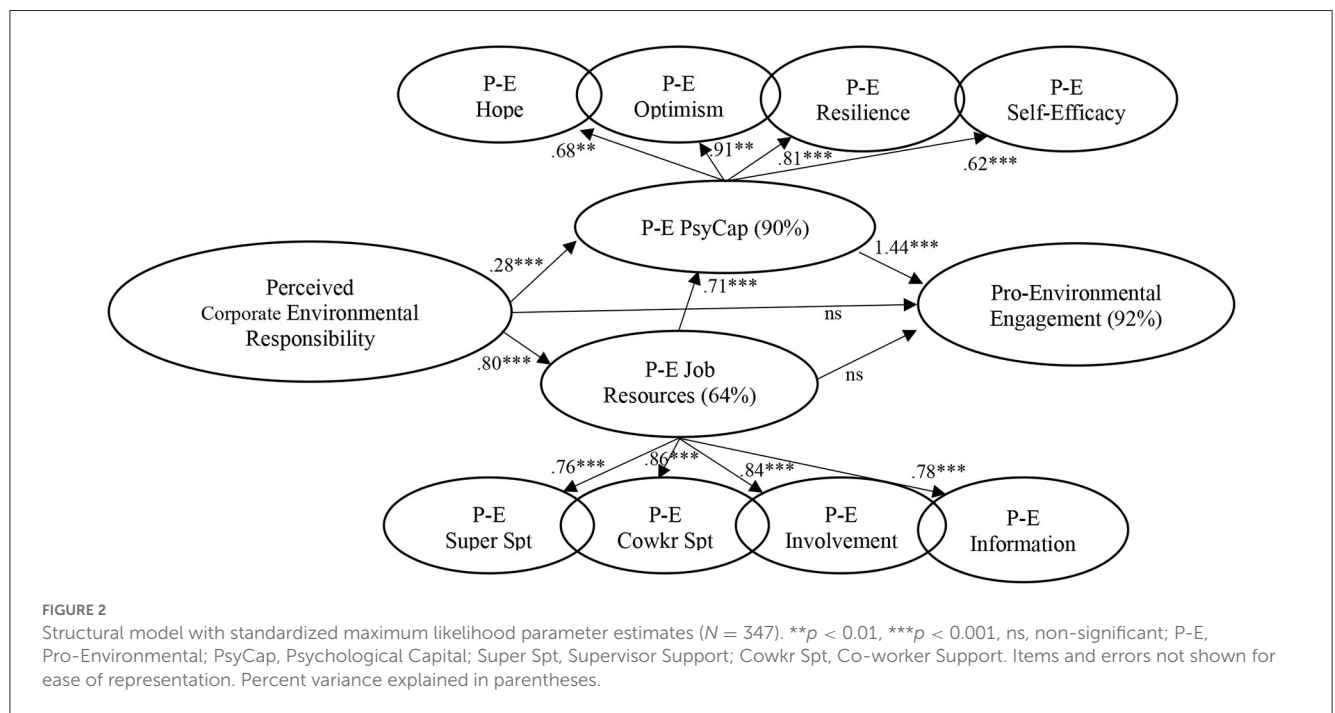 P-E
Hope
P-E
Optimism
P-E
Resilience
P-E
Self-Efficacy
.68**
.91**
.81***
.62***
P-E PsyCap (90%)
1.44***
.28***
.71***
Perceived
Corporate Environmental
Responsibility
ns
Pro-Environmental
Engagement (92%)
.80***
P-E Job
Resources (64%)
ns
.76***
.86***
.84***
.78***
P-E
Super Spt
P-E
Cowkr Spt
P-E
Involvement
P-E
Information
FIGURE 2
Structural model with standardized maximum likelihood parameter estimates (N = 347). **p < 0.01, ***p < 0.001, ns, non-significant; P-E,
Pro-Environmental; PsyCap, Psychological Capital; Super Spt, Supervisor Support; Cowkr Spt, Co-worker Support. Items and errors not shown for
ease of representation. Percent variance explained in parentheses.